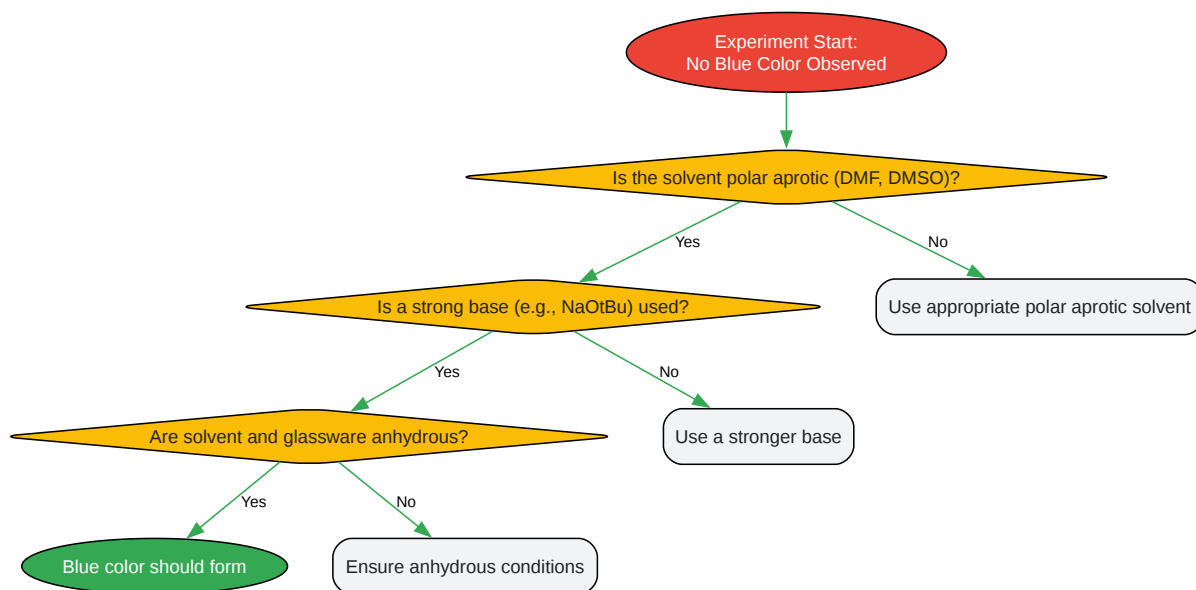 Experiment Start:
No Blue Color Observed
Is the solvent polar aprotic (DMF, DMSO)?
Yes
No
Is a strong base (e.g., NaOtBu) used?
Use appropriate polar aprotic solvent
Yes
No
Are solvent and glassware anhydrous?
Use a stronger base
Yes
No
Blue color should form
Ensure anhydrous conditions